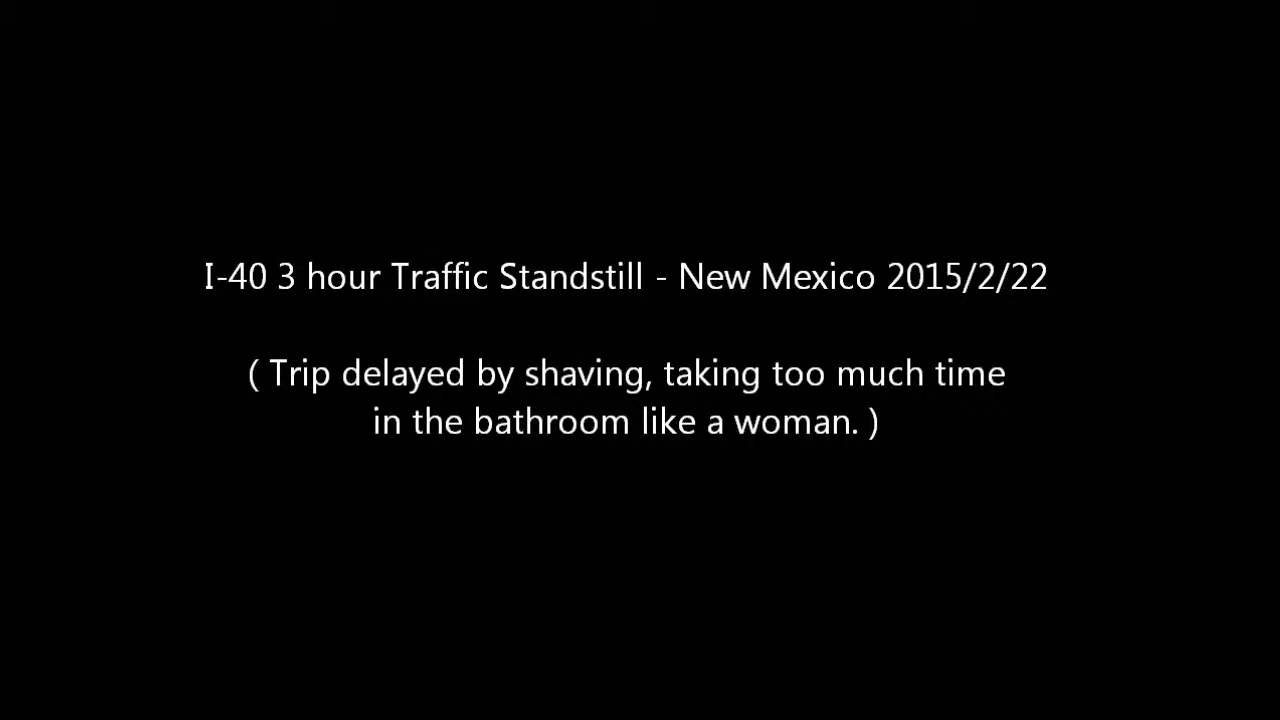 I-40 3 hour Traffic Standstill - New Mexico 2015/2/22
( Trip delayed by shaving, taking too much time
in the bathroom like a woman. )